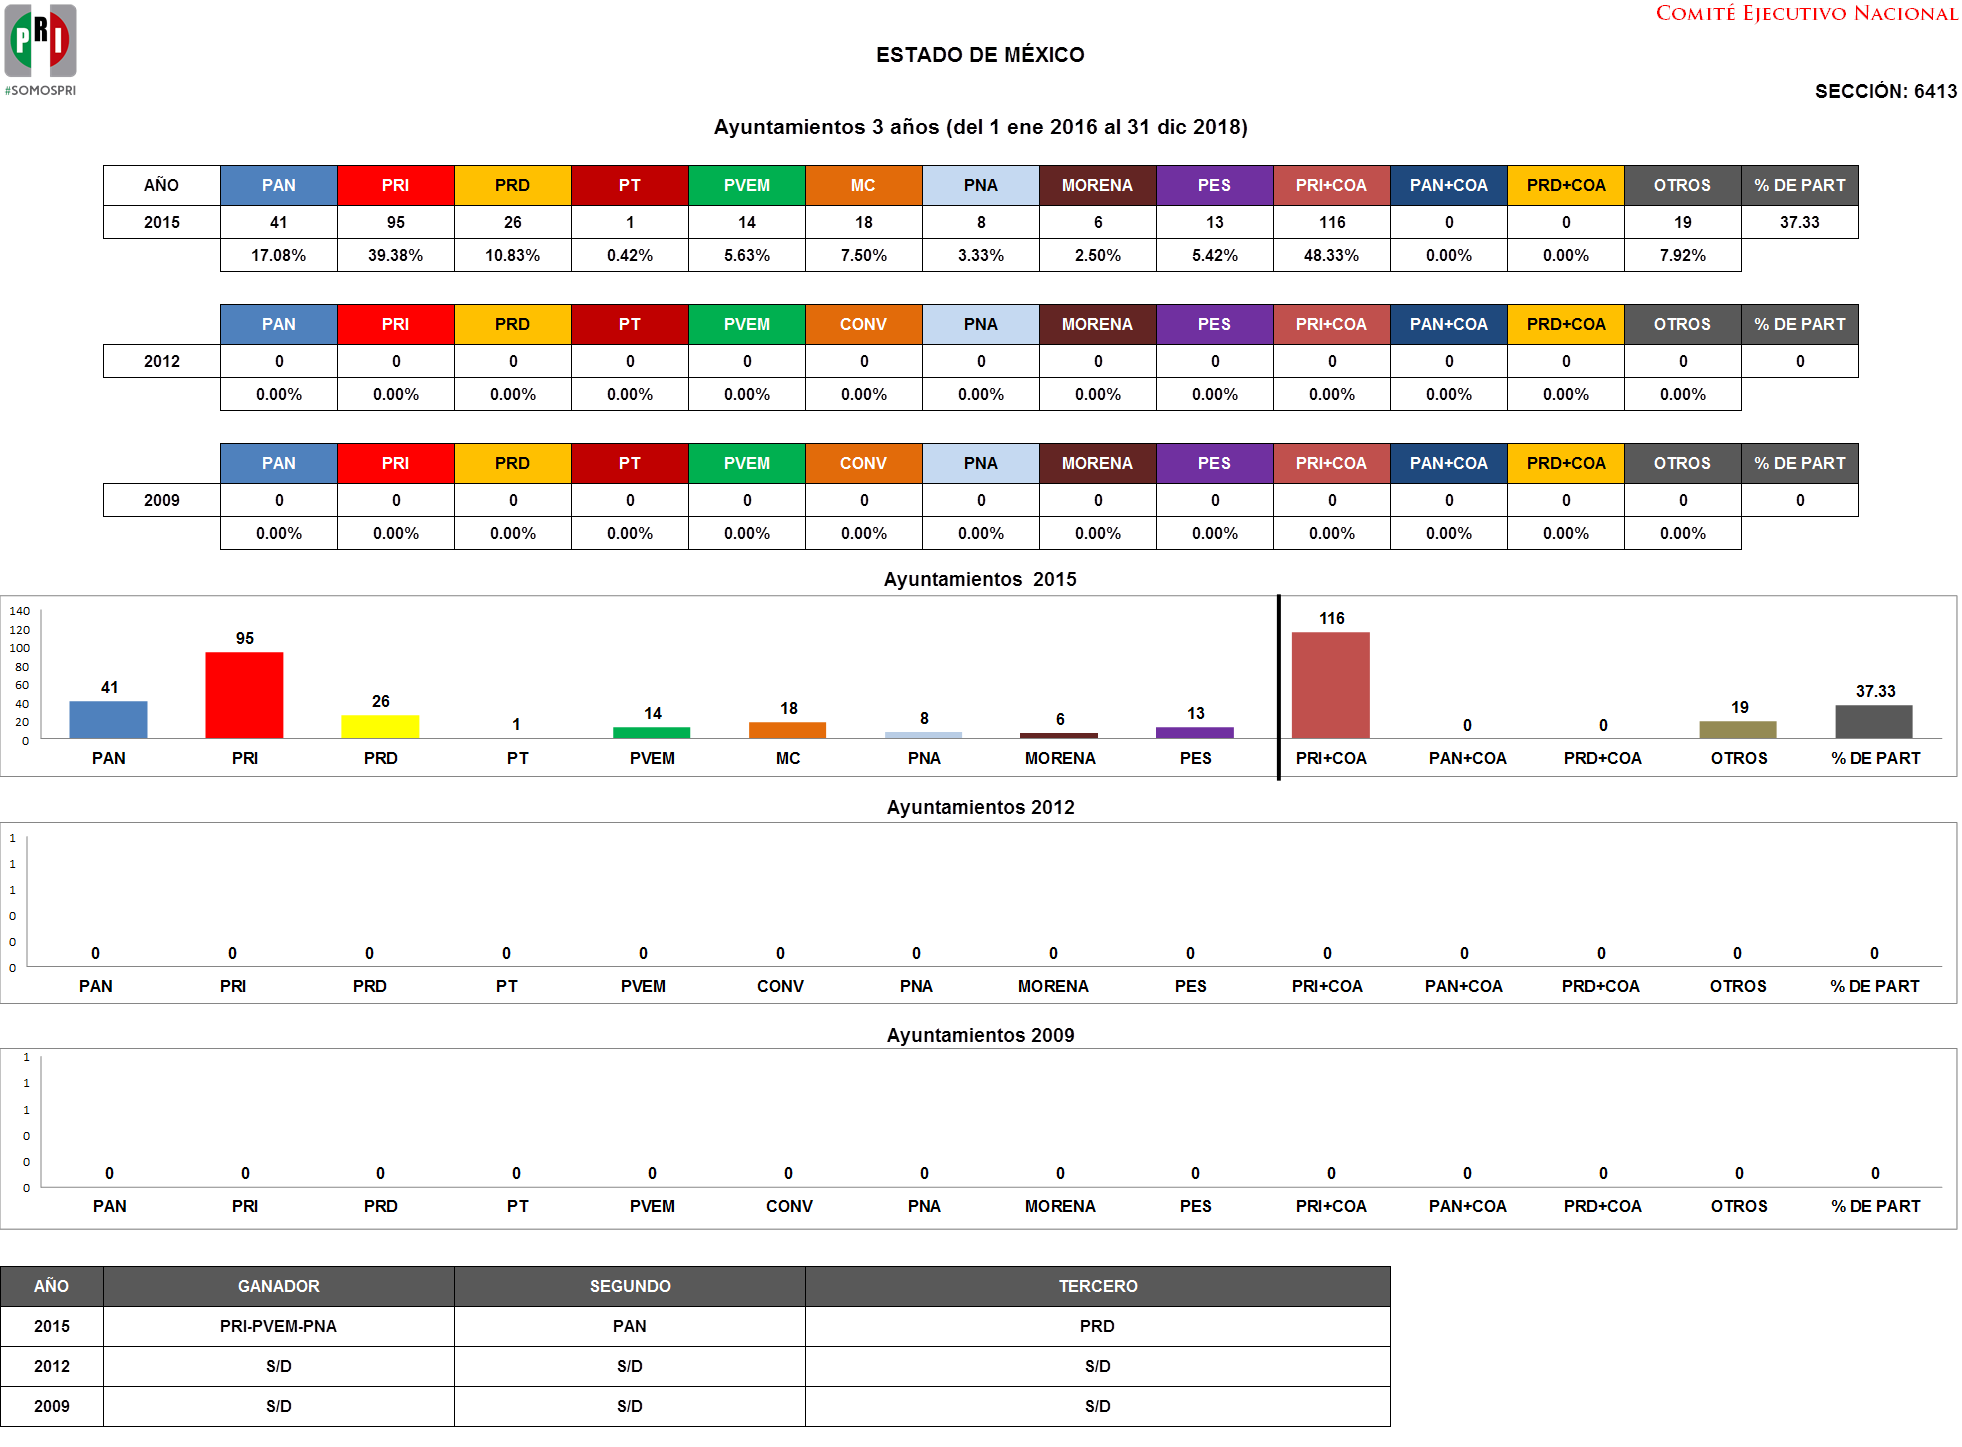 PRI
#SOMOSPRI
COMITÉ EJECUTIVO NACIONAL
ESTADO DE MÉXICO
SECCIÓN: 6413
Ayuntamientos 3 años (del 1 ene 2016 al 31 dic 2018)
AÑO PAN PRI PRD PT PVEM MC PNA MORENA PES PRI+COA PAN+COA PRD+COA OTROS % DE PART
2015 41 95 26 1 14 18 8 6 13 116 0 0 19 37.33
17.08% 39.38% 10.83% 0.42% 5.63% 7.50% 3.33% 2.50% 5.42% 48.33% 0.00% 0.00% 7.92%
PAN PRI PRD PT PVEM CONV PNA MORENA PES PRI+COA PAN+COA PRD+COA OTROS % DE PART
2012 0 0 0 0 0 0 0 0 0 0 0 0 0 0
0.00% 0.00% 0.00% 0.00% 0.00% 0.00% 0.00% 0.00% 0.00% 0.00% 0.00% 0.00% 0.00%
PAN PRI PRD PT PVEM CONV PNA MORENA PES PRI+COA PAN+COA PRD+COA OTROS % DE PART
2009 0 0 0 0 0 0 0 0 0 0 0 0 0 0
0.00% 0.00% 0.00% 0.00% 0.00% 0.00% 0.00% 0.00% 0.00% 0.00% 0.00% 0.00% 0.00%
Ayuntamientos 2015
140
120
100
80
60
40
20
0
41 95 26 1 14 18 8 6 13 116 0 0 19 37.33
PAN PRI PRD PT PVEM MC PNA MORENA PES PRI+COA PAN+COA PRD+COA OTROS % DE PART
Ayuntamientos 2012
1
1
1
0
0
0
0 0 0 0 0 0 0 0 0 0 0 0 0 0
PAN PRI PRD PT PVEM CONV PNA MORENA PES PRI+COA PAN+COA PRD+COA OTROS % DE PART
Ayuntamientos 2009
1
1
1
0
0
0
0 0 0 0 0 0 0 0 0 0 0 0 0 0
PAN PRI PRD PT PVEM CONV PNA MORENA PES PRI+COA PAN+COA PRD+COA OTROS % DE PART
AÑO GANADOR SEGUNDO TERCERO
2015 PRI-PVEM-PNA PAN PRD
2012 S/D S/D S/D
2009 S/D S/D S/D